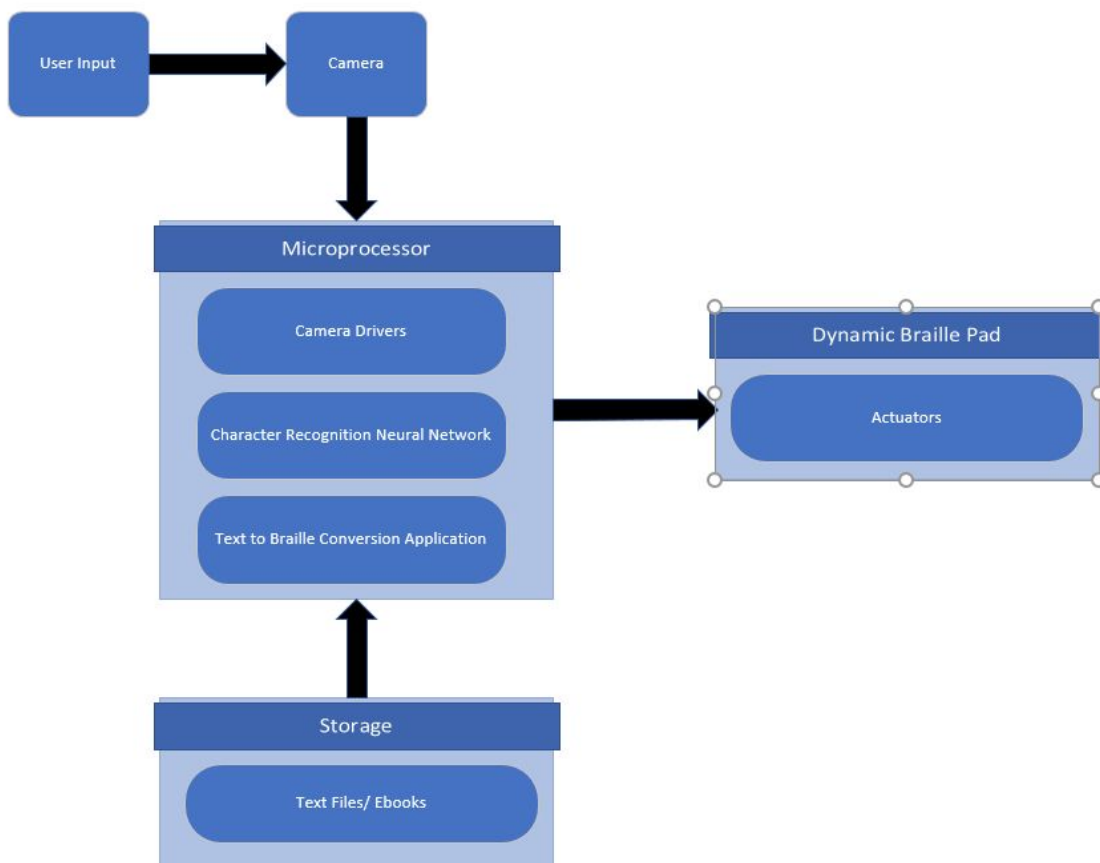 User Input
Camera
Microprocessor
Camera Drivers
Character Recognition Neural Network
Text to Braille Conversion Application
Dynamic Braille Pad
Actuators
Storage
Text Files/ Ebooks